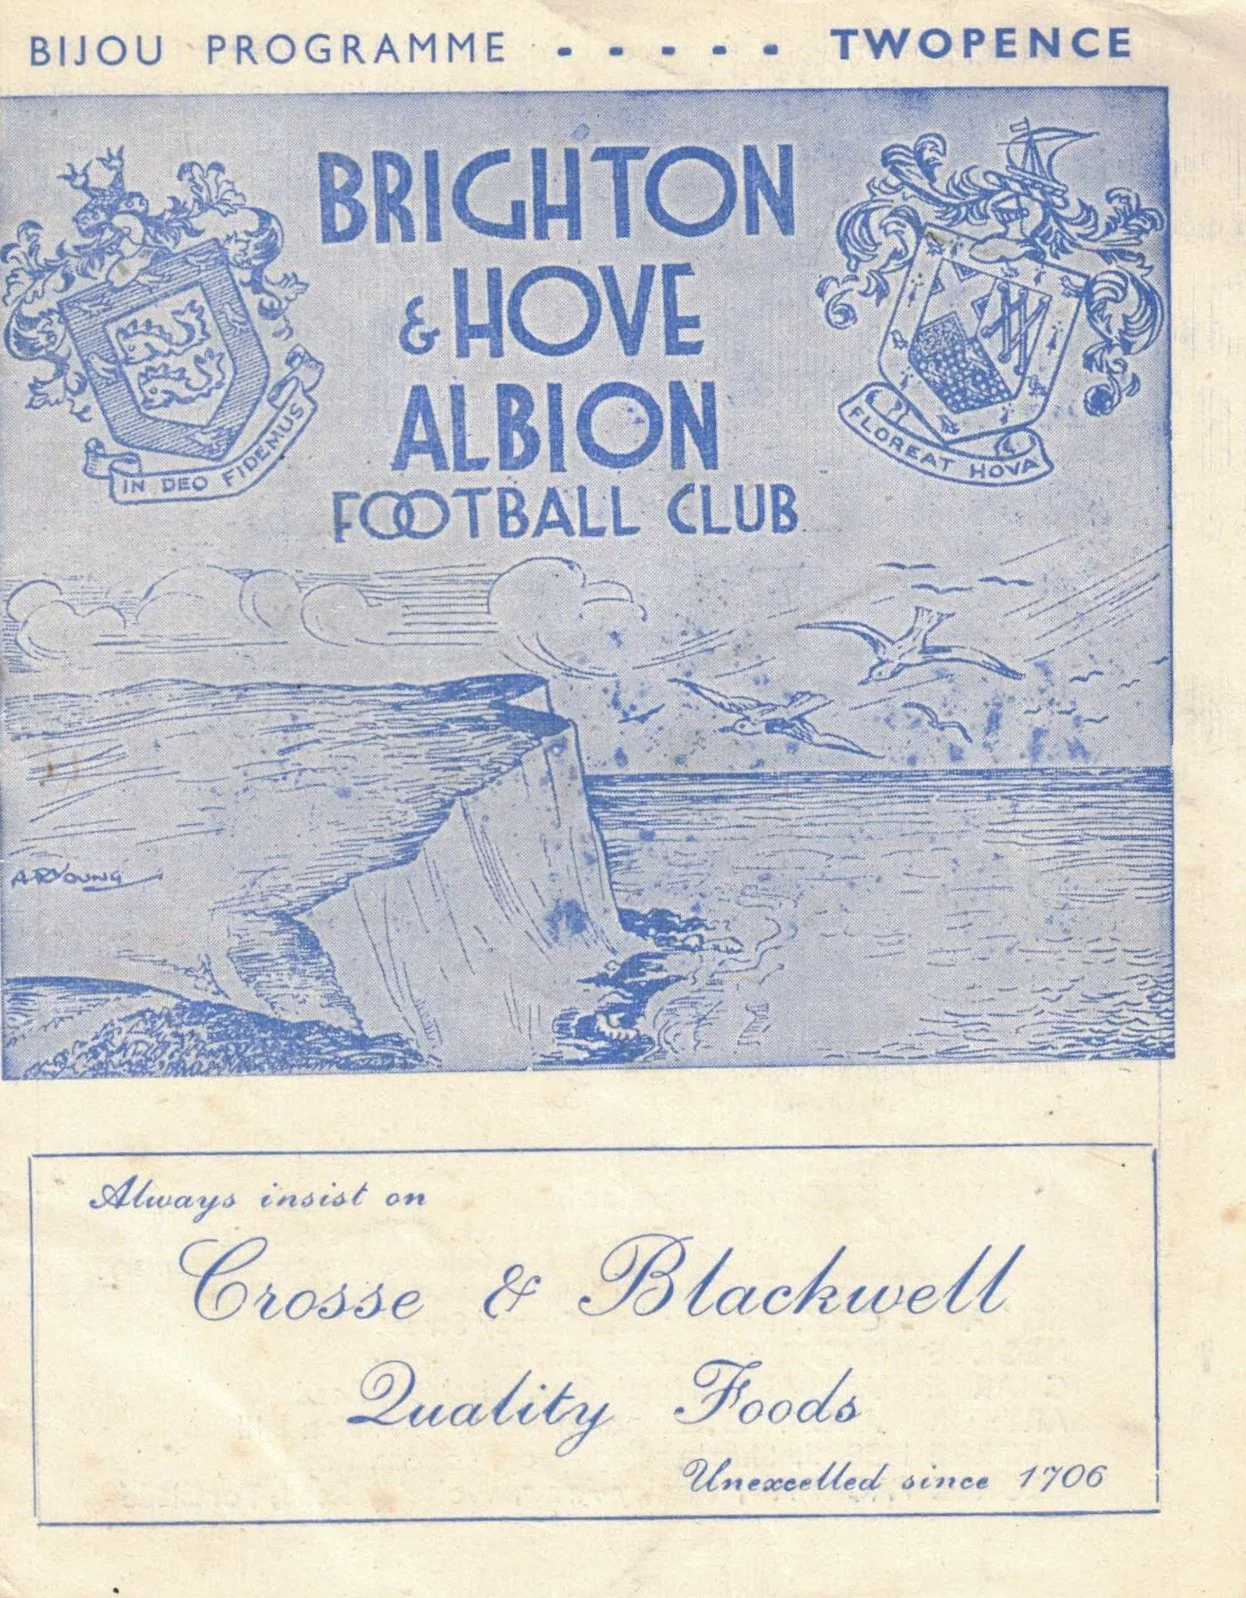 BIJOU PROGRAMME - - - - - TWOPENCE
BRIGHTON
& HOVE
ALBION
FOOTBALL CLUB
IN DEO FIDEMUS
FLOREAT HOVA
A.R.YOUNG
Always insist on
Crosse & Blackwell
Quality Foods
Unexcelled since 1706